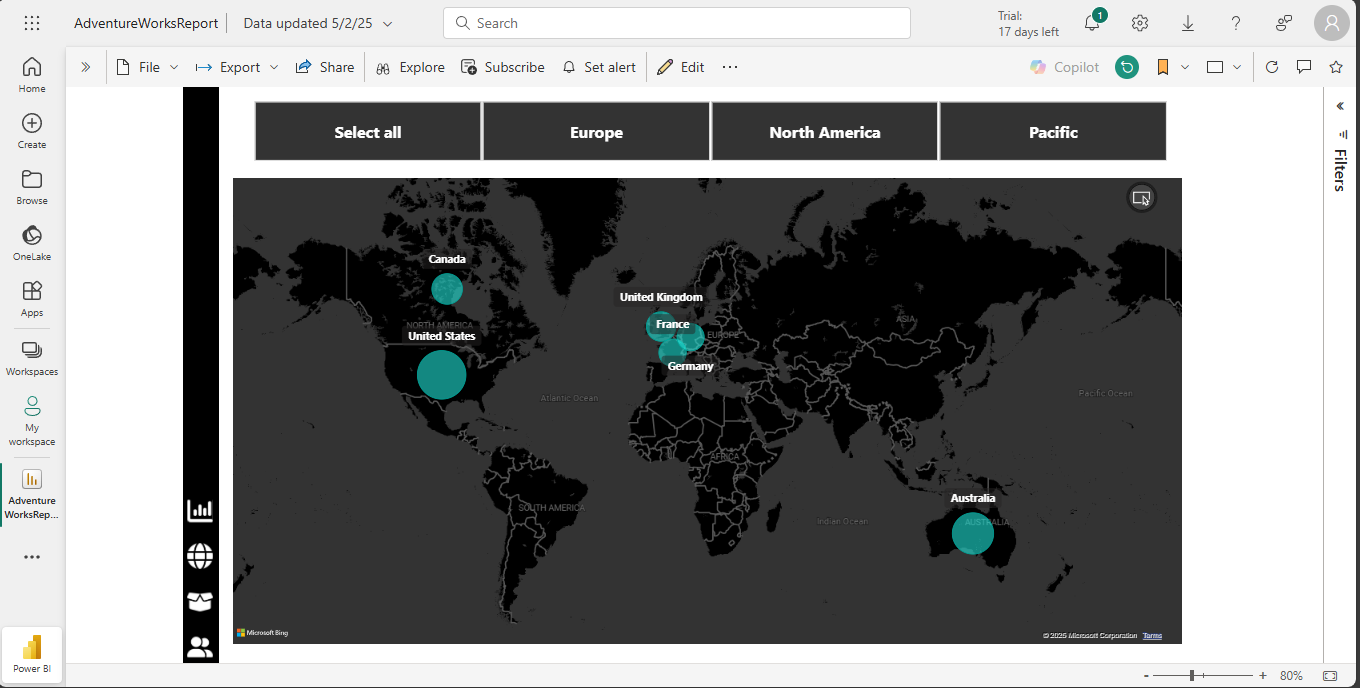 AdventureWorksReport
Data updated 5/2/25
Search
Trial:
17 days left
1
Home
Create
Browse
OneLake
Apps
Workspaces
My
workspace
Adventure
WorksRep...
Power BI
File
Export
Share
Explore
Subscribe
Set alert
Edit
Copilot
Filters
Select all
Europe
North America
Pacific
Canada
NORTH AMERICA
United States
United Kingdom
France
EUROPE
Germany
ASIA
Atlantic Ocean
Pacific Ocean
AFRICA
SOUTH AMERICA
Indian Ocean
Australia
AUSTRALIA
Microsoft Bing
© 2025 Microsoft Corporation Terms
- + 80%